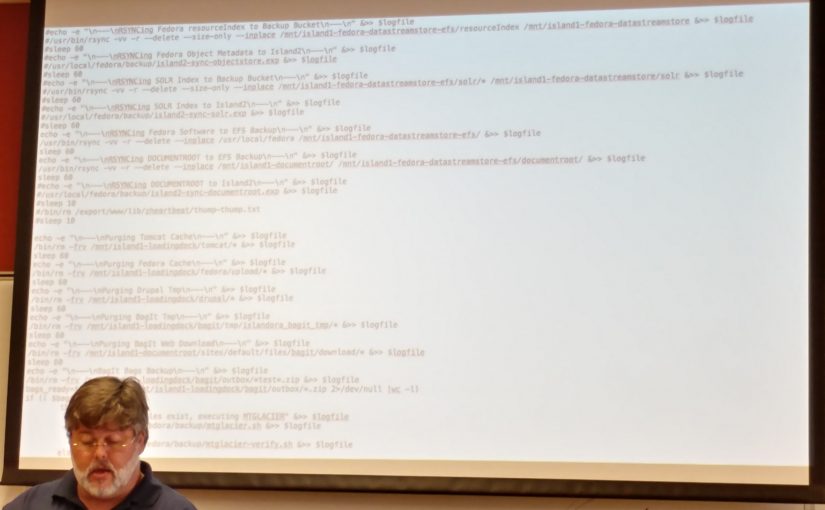 #echo -e "\n---\nRSYNCing Fedora resourceIndex to Backup Bucket\n---\n" &>> $logfile
#/usr/bin/rsync -vv -r --delete --size-only --inplace /mnt/island1-fedora-datastreamstore-efs/resourceIndex /mnt/island1-fedora-datastreamstore &>> $logfile
#sleep 60
#echo -e "\n---\nRSYNCing Fedora Object Metadata to Island2\n---\n" &>> $logfile
#/usr/local/fedora/backup/island2-sync-objectstore.exp &>> $logfile
#sleep 60
#echo -e "\n---\nRSYNCing SOLR Index to Backup Bucket\n---\n" &>> $logfile
#/usr/bin/rsync -vv -r --delete --size-only --inplace /mnt/island1-fedora-datastreamstore-efs/solr/* /mnt/island1-fedora-datastreamstore/solr &>> $logfile
#sleep 60
#echo -e "\n---\nRSYNCing SOLR Index to Island2\n---\n" &>> $logfile
#/usr/local/fedora/backup/island2-sync-solr.exp &>> $logfile
#sleep 60
echo -e "\n---\nRSYNCing Fedora Software to EFS Backup\n---\n" &>> $logfile
/usr/bin/rsync -vv -r --delete --inplace /usr/local/fedora /mnt/island1-fedora-datastreamstore-efs/ &>> $logfile
sleep 60
echo -e "\n---\nRSYNCing DOCUMENTROOT to EFS Backup\n---\n" &>> $logfile
/usr/bin/rsync -vv -r --delete --inplace /mnt/island1-documentroot/ /mnt/island1-fedora-datastreamstore-efs/documentroot/ &>> $logfile
sleep 60
#echo -e "\n---\nRSYNCing DOCUMENTROOT to Island2\n---\n" &>> $logfile
#/usr/local/fedora/backup/island2-sync-documentroot.exp &>> $logfile
#sleep 10
#/bin/rm /export/www/lib/zheartbeat/thump-thump.txt
#sleep 10
echo -e "\n---\nPurging Tomcat Cache\n---\n" &>> $logfile
/bin/rm -frv /mnt/island1-loadingdock/tomcat/* &>> $logfile
sleep 60
echo -e "\n---\nPurging Fedora Cache\n---\n" &>> $logfile
/bin/rm -frv /mnt/island1-loadingdock/fedora/upload/* &>> $logfile
sleep 60
echo -e "\n---\nPurging Drupal Tmp\n---\n" &>> $logfile
/bin/rm -frv /mnt/island1-loadingdock/drupal/* &>> $logfile
sleep 60
echo -e "\n---\nPurging BagIt Tmp\n---\n" &>> $logfile
/bin/rm -frv /mnt/island1-loadingdock/bagit/tmp/islandora_bagit_tmp/* &>> $logfile
sleep 60
echo -e "\n---\nPurging BagIt Web Download\n---\n" &>> $logfile
/bin/rm -frv /mnt/island1-documentroot/sites/default/files/bagit/download/* &>> $logfile
sleep 60
echo -e "\n---\nBagIt Bags Backup\n---\n" &>> $logfile
/bin/rm -frv /mnt/island1-loadingdock/bagit/outbox/*test*.zip &>> $logfile
/island1-loadingdock/bagit/outbox/*.zip 2>/dev/null |wc -l)
if [[
exist, executing MTGLACIER" &>> $logfile
/backup/mtglacier.sh &>> $logfile
/backup/mtglacier-verify.sh &>> $logfile